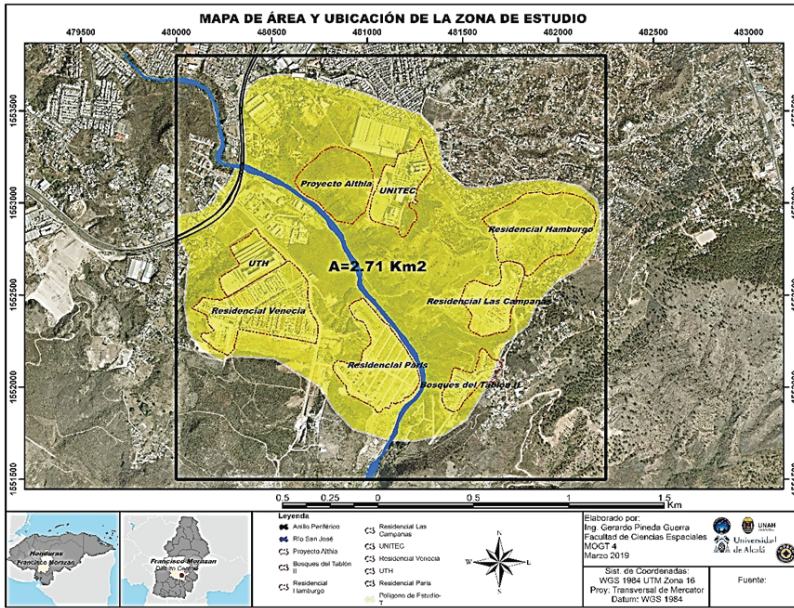 MAPA DE ÁREA Y UBICACIÓN DE LA ZONA DE ESTUDIO
479500 480000 480500 481000 481500 482000 482500 483000
1553500
1553000
1552500
1552000
1551500
Proyecto Althia
UNITEC
Residencial Hamburgo
UTH
A=2.71 Km2
Residencial Las Campanas
Residencial Venecia
Residencial París
Bosques del Tablón II
0.5 0.25 0 0.5 1 1.5
Km
Honduras
Francisco Morazán
Francisco Morazán
Distrito Central
Leyenda
Anillo Periférico
Río San José
Proyecto Althia
Bosques del Tablón
II
Residencial
Hamburgo
Residencial Las
Campanas
UNITEC
Residencial Venecia
UTH
Residencial París
Polígono de Estudio-
7
N
S
Elaborado por:
Ing. Gerardo Pineda Guerra
Facultad de Ciencias Espaciales
MOGT 4
Marzo 2019
UNAH
Universidad
de Alcalá
Sist. de Coordenadas:
WGS 1984 UTM Zona 16
Proy: Transversal de Mercator
Datum: WGS 1984
Fuente: